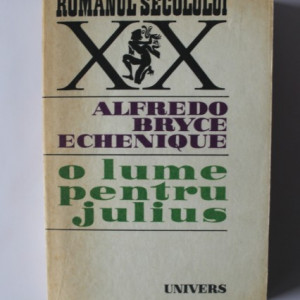 ROMANUL SECOLULUI
XX
ALFREDO
BRYCE
ECHENIQUE
o lume
pentru
julius
UNIVERS